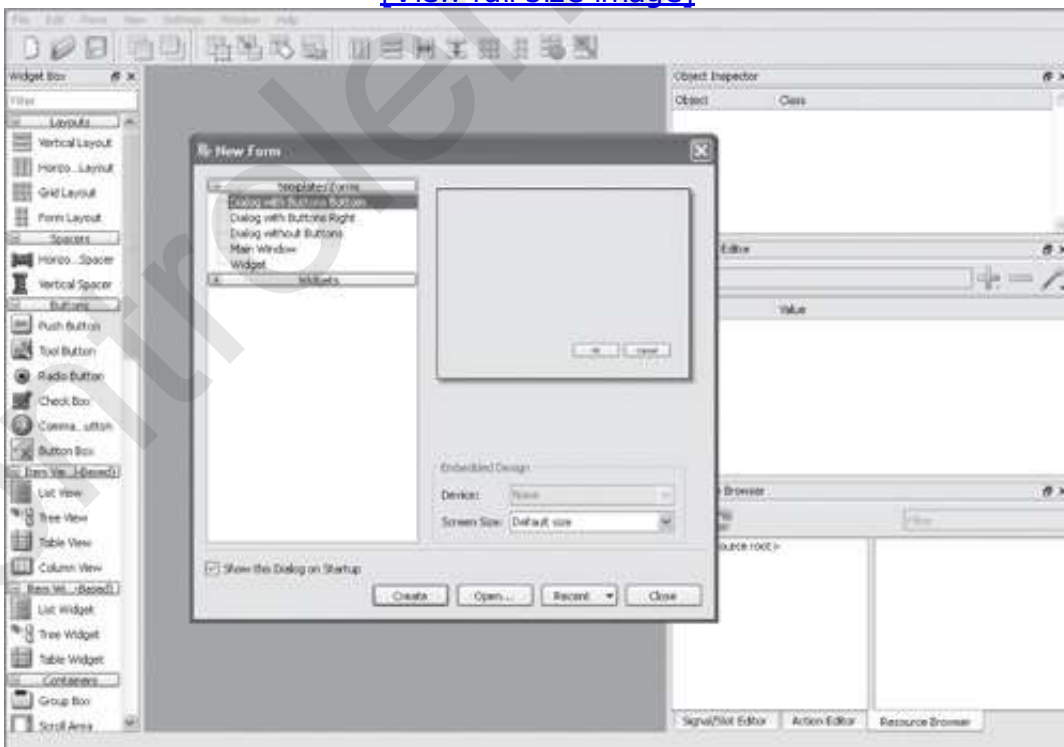 [View full size image]
File Edit Form View Settings Window Help
Widget Box
Filter
Layouts
Vertical Layout
Horizo...Layout
Grid Layout
Form Layout
Spacers
Horizo...Spacer
Vertical Spacer
Buttons
Push Button
Tool Button
Radio Button
Check Box
Comma...utton
Button Box
Item Vie...l-Based)
List View
Tree View
Table View
Column View
Item Wi...-Based)
List Widget
Tree Widget
Table Widget
Containers
Group Box
Scroll Area
New Form
templates/forms
Dialog with Buttons Bottom
Dialog with Buttons Right
Dialog without Buttons
Main Window
Widget
Widgets
OK Cancel
Embedded Design
Device: None
Screen Size: Default size
Show this Dialog on Startup
Create Open... Recent Close
Object Inspector
Object Class
Editor
Value
Browser
Filter
source root>
Signal/Slot Editor Action Editor Resource Browser